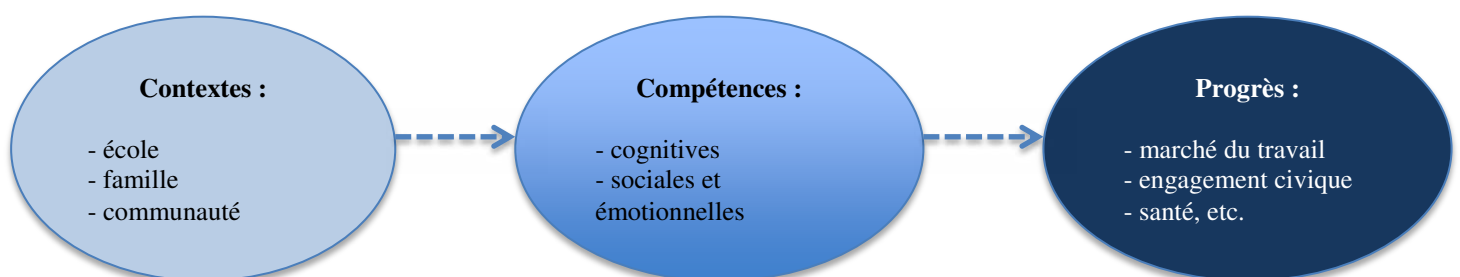 Contextes :
- école
- famille
- communauté
Compétences :
- cognitives
- sociales et
émotionnelles
Progrès :
- marché du travail
- engagement civique
- santé, etc.